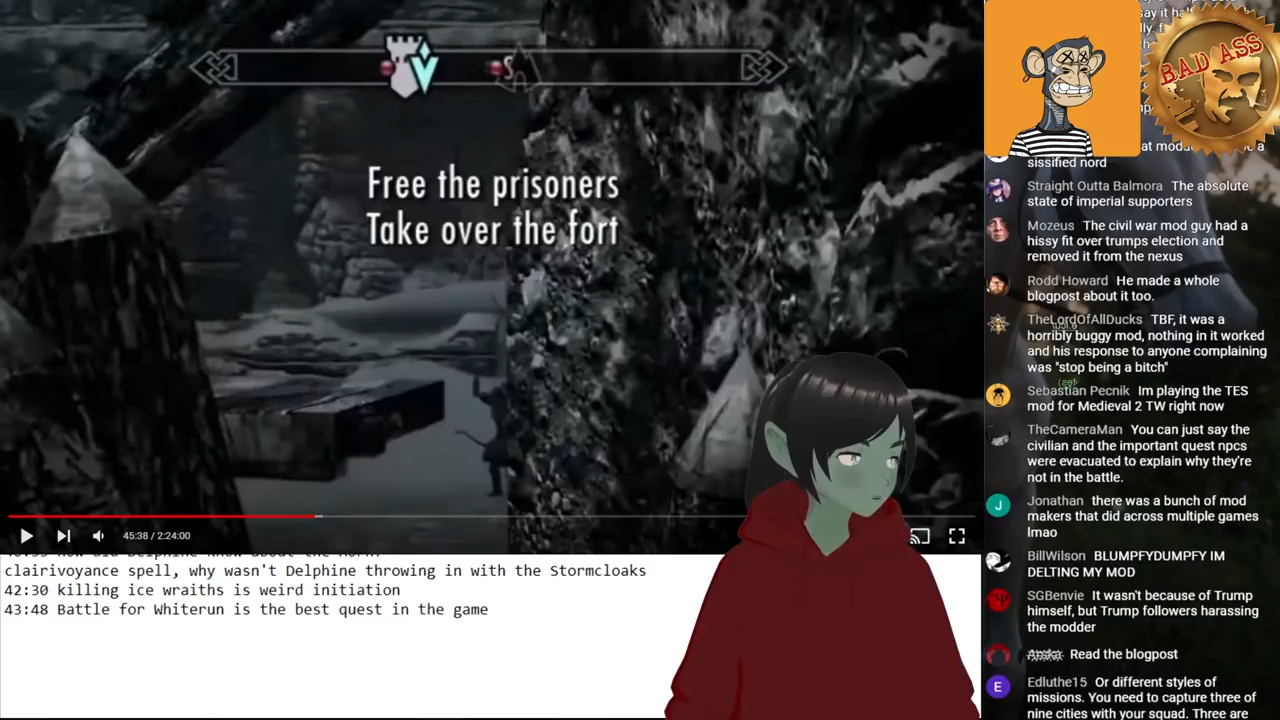 S
Free the prisoners
Take over the fort
45:38 / 2:24:00
clairivoyance spell, why wasn't Delphine throwing in with the Stormcloaks
42:30 killing ice wraiths is weird initiation
43:48 Battle for Whiterun is the best quest in the game
BAD ASS
sissified nord
Straight Outta Balmora The absolute
state of imperial supporters
Mozeus The civil war mod guy had a
hissy fit over trumps election and
removed it from the nexus
Rodd Howard He made a whole
blogpost about it too.
TheLordOfAllDucks TBF, it was a
horribly buggy mod, nothing in it worked
and his response to anyone complaining
was "stop being a bitch"
Sebastian Pecnik Im playing the TES
mod for Medieval 2 TW right now
TheCameraMan You can just say the
civilian and the important quest npcs
were evacuated to explain why they're
not in the battle.
J
Jonathan there was a bunch of mod
makers that did across multiple games
lmao
BillWilson BLUMPFYDUMPFY IM
DELTING MY MOD
SGBenvie It wasn't because of Trump
himself, but Trump followers harassing
the modder
Read the blogpost
E
Edluthe15 Or different styles of
missions. You need to capture three of
nine cities with your squad. Three are